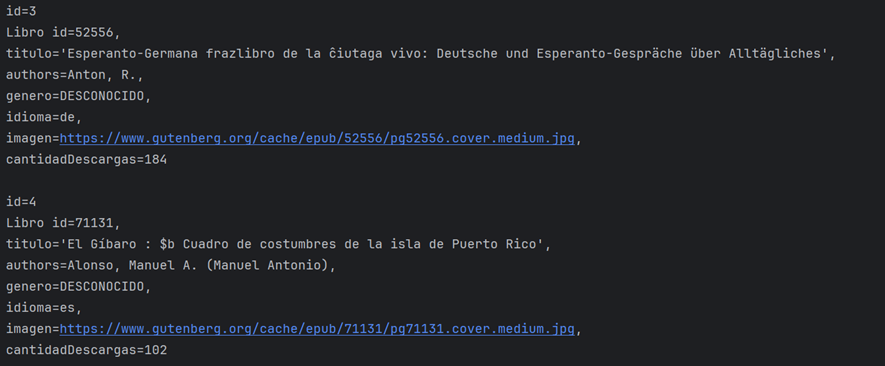 id=3
Libro id=52556,
titulo='Esperanto-Germana frazlibro de la ĉiutaga vivo: Deutsche und Esperanto-Gespräche über Alltägliches',
authors=Anton, R.,
genero=DESCONOCIDO,
idioma=de,
imagen=https://www.gutenberg.org/cache/epub/52556/pg52556.cover.medium.jpg,
cantidadDescargas=184
id=4
Libro id=71131,
titulo='El Gíbaro : $b Cuadro de costumbres de la isla de Puerto Rico',
authors=Alonso, Manuel A. (Manuel Antonio),
genero=DESCONOCIDO,
idioma=es,
imagen=https://www.gutenberg.org/cache/epub/71131/pg71131.cover.medium.jpg,
cantidadDescargas=102